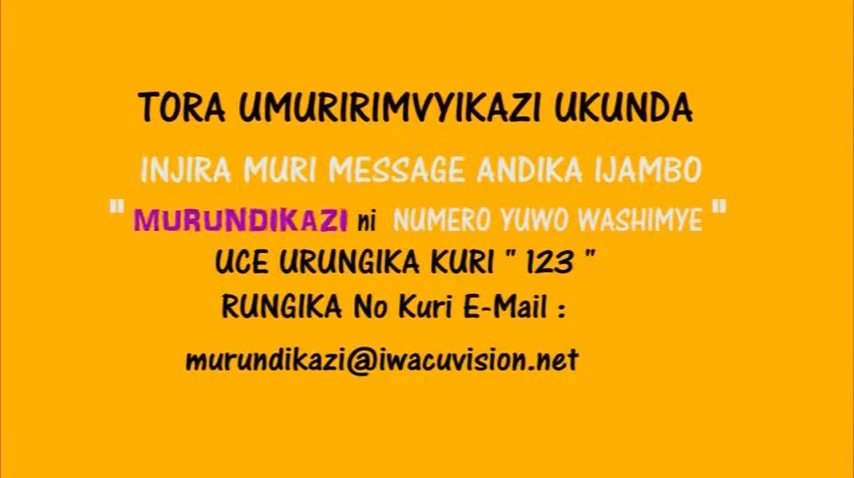 TORA UMURIRIMVYIKAZI UKUNDA
INJIRA MURI MESSAGE ANDIKA IJAMBO
" MURUNDIKAZI ni NUMERO YUWO WASHIMYE "
UCE URUNGIKA KURI " 123 "
RUNGIKA No Kuri E-Mail :
murundikazi@iwacuvision.net